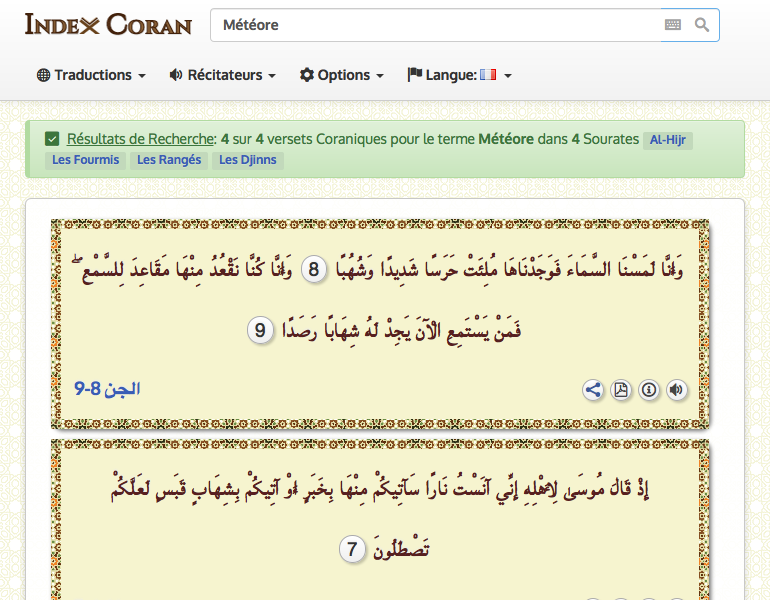 Index Coran
Météore
Traductions Récitateurs Options Langue:
Résultats de Recherche: 4 sur 4 versets Coraniques pour le terme Météore dans 4 Sourates Al-Hijr
Les Fourmis Les Rangés Les Djinns
وَأَنَّا لَمَسْنَا السَّمَاءَ فَوَجَدْنَاهَا مُلِئَتْ حَرَسًا شَدِيدًا وَشُهُبًا 8 وَأَنَّا كُنَّا نَقْعُدُ مِنْهَا مَقَاعِدَ لِلسَّمْعِ ۖ
فَمَنْ يَسْتَمِعِ الْآنَ يَجِدْ لَهُ شِهَابًا رَصَدًا 9
الجن 8-9
إِذْ قَالَ مُوسَىٰ لِأَهْلِهِ إِنِّي آنَسْتُ نَارًا سَآتِيكُمْ مِنْهَا بِخَبَرٍ أَوْ آتِيكُمْ بِشِهَابٍ قَبَسٍ لَعَلَّكُمْ
تَصْطَلُونَ 7